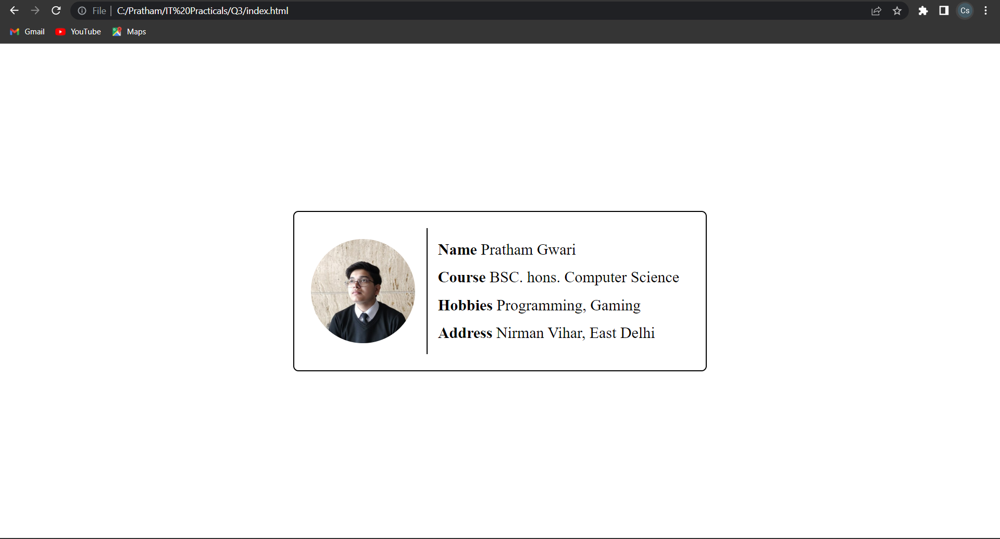 File | C:/Pratham/IT%20Practicals/Q3/index.html
Cs
Gmail YouTube Maps
Name Pratham Gwari
Course BSC. hons. Computer Science
Hobbies Programming, Gaming
Address Nirman Vihar, East Delhi